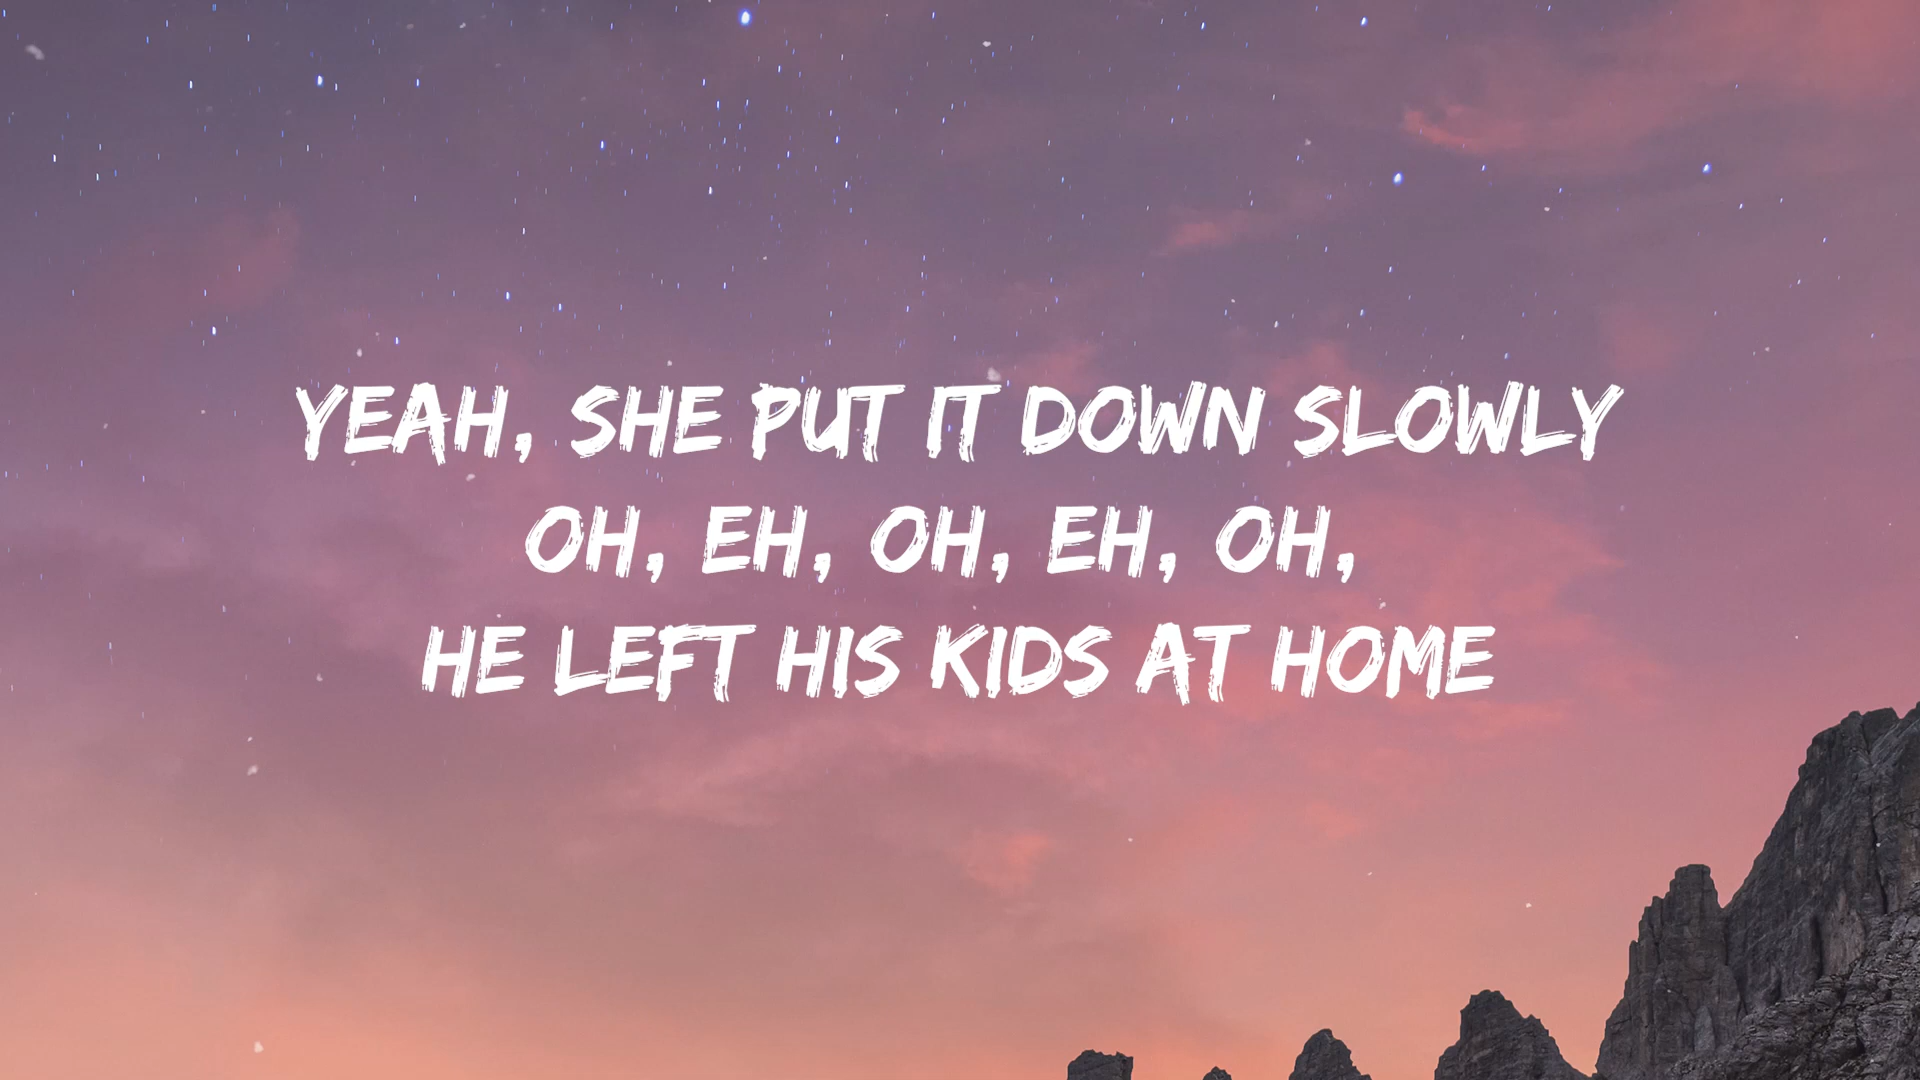 YEAH, SHE PUT IT DOWN SLOWLY
OH, EH, OH, EH, OH,
HE LEFT HIS KIDS AT HOME